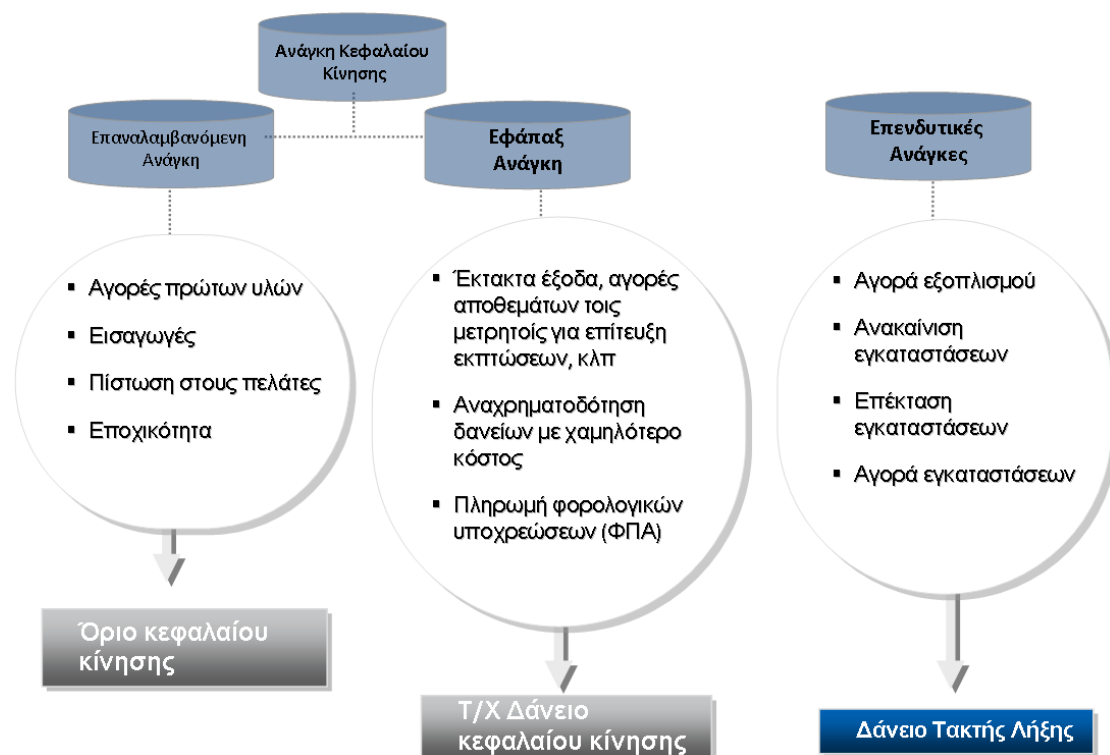 Ανάγκη Κεφαλαίου
Κίνησης
Επαναλαμβανόμενη
Ανάγκη
Εφάπαξ
Ανάγκη
Επενδυτικές
Ανάγκες
▪ Αγορές πρώτων υλών
▪ Εισαγωγές
▪ Πίστωση στους πελάτες
▪ Εποχικότητα
▪ Έκτακτα έξοδα, αγορές
αποθεμάτων τοις
μετρητοίς για επίτευξη
εκπτώσεων, κλπ
▪ Αναχρηματοδότηση
δανείων με χαμηλότερο
κόστος
▪ Πληρωμή φορολογικών
υποχρεώσεων (ΦΠΑ)
▪ Αγορά εξοπλισμού
▪ Ανακαίνιση
εγκαταστάσεων
▪ Επέκταση
εγκαταστάσεων
▪ Αγορά εγκαταστάσεων
Όριο κεφαλαίου
κίνησης
Τ/Χ Δάνειο
κεφαλαίου κίνησης
Δάνειο Τακτής Λήξης